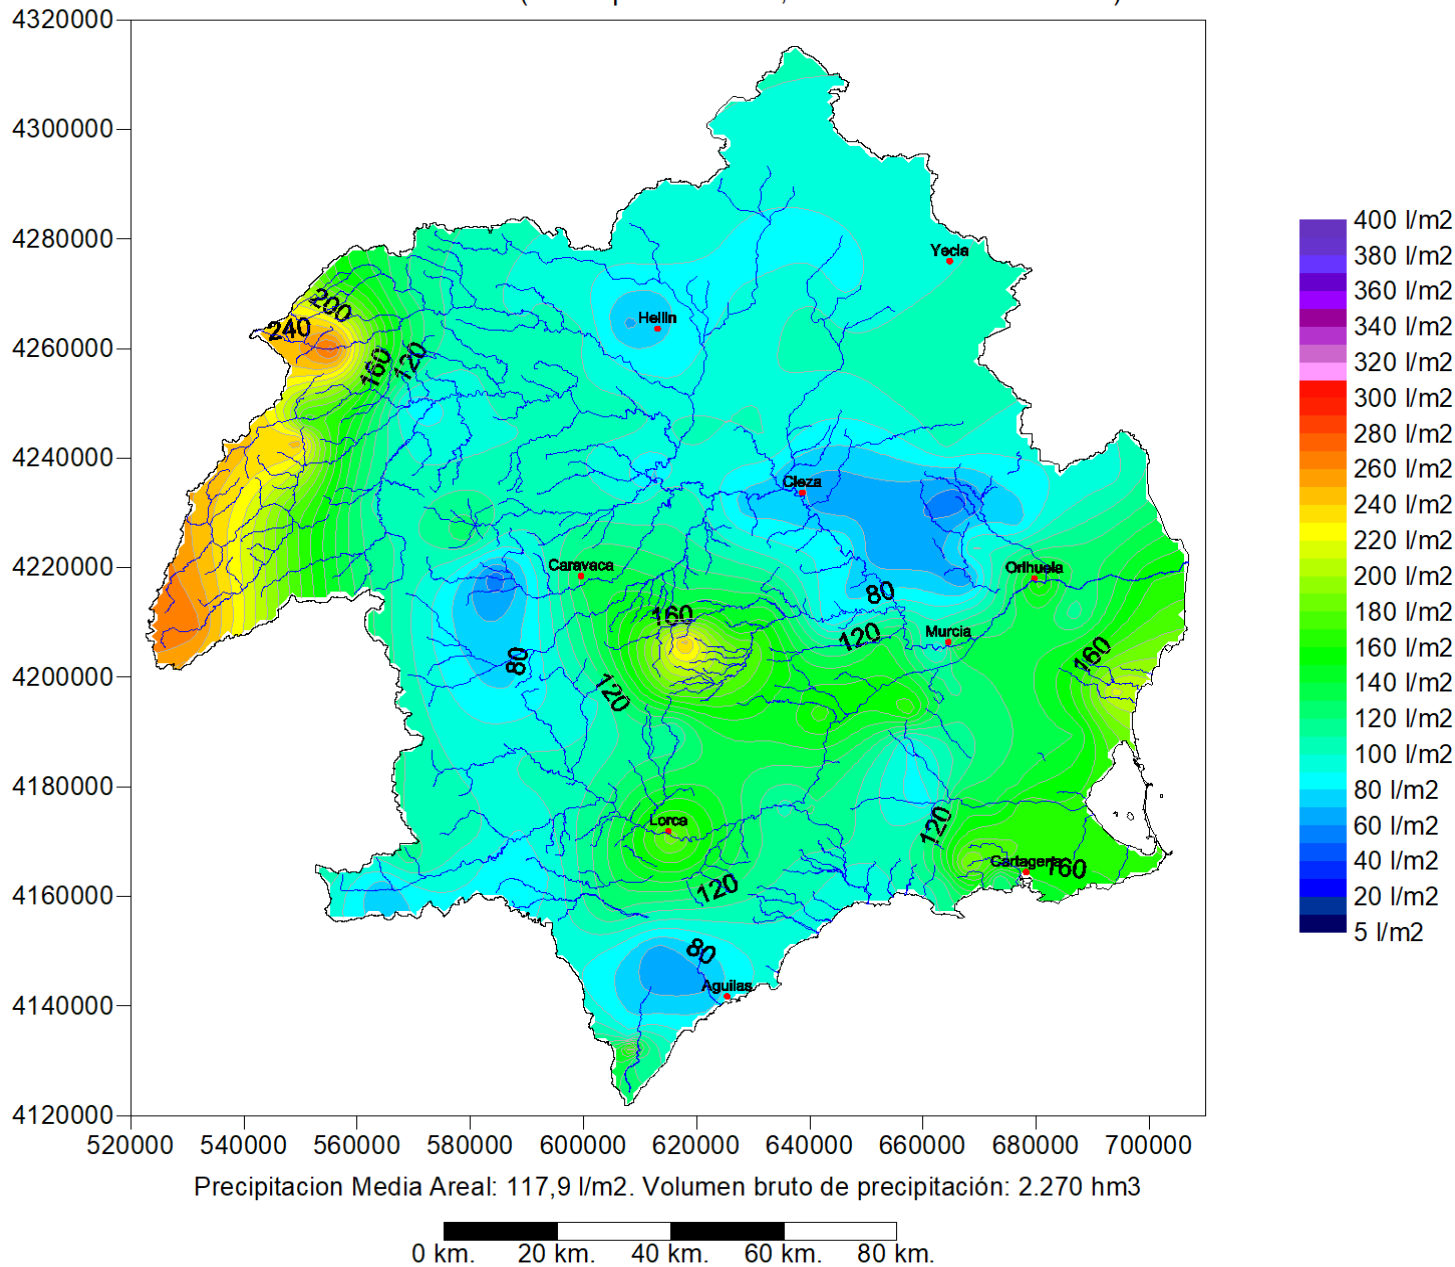 4320000
4300000
4280000
4260000
4240000
4220000
4200000
4180000
4160000
4140000
4120000
520000 540000 560000 580000 600000 620000 640000 660000 680000 700000
Yecla
Hellin
200
240
160
120
Cieza
Caravaca
Orihuela
80
160
120
Murcia
80
120
160
Lorca
120
Cartagena
160
120
80
Aguilas
400 l/m2
380 l/m2
360 l/m2
340 l/m2
320 l/m2
300 l/m2
280 l/m2
260 l/m2
240 l/m2
220 l/m2
200 l/m2
180 l/m2
160 l/m2
140 l/m2
120 l/m2
100 l/m2
80 l/m2
60 l/m2
40 l/m2
20 l/m2
5 l/m2
Precipitacion Media Areal: 117,9 l/m2. Volumen bruto de precipitación: 2.270 hm3
0 km. 20 km. 40 km. 60 km. 80 km.